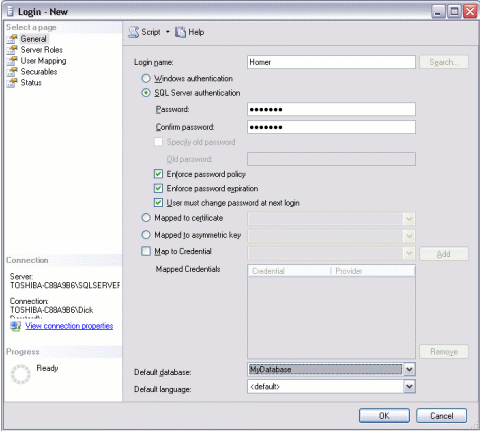 Login - New
Select a page
General
Server Roles
User Mapping
Securables
Status
Script
Help
Login name:
Homer
Search...
Windows authentication
SQL Server authentication
Password:
•••••••
Confirm password:
•••••••
Specify old password
Old password:
Enforce password policy
Enforce password expiration
User must change password at next login
Mapped to certificate
Mapped to asymmetric key
Map to Credential
Add
Mapped Credentials
Credential
Provider
Remove
Default database:
MyDatabase
Default language:
<default>
Connection
Server:
TOSHIBA-C88A9B6\SQLSERVER
Connection:
TOSHIBA-C88A9B6\Dick
View connection properties
Progress
Ready
OK
Cancel